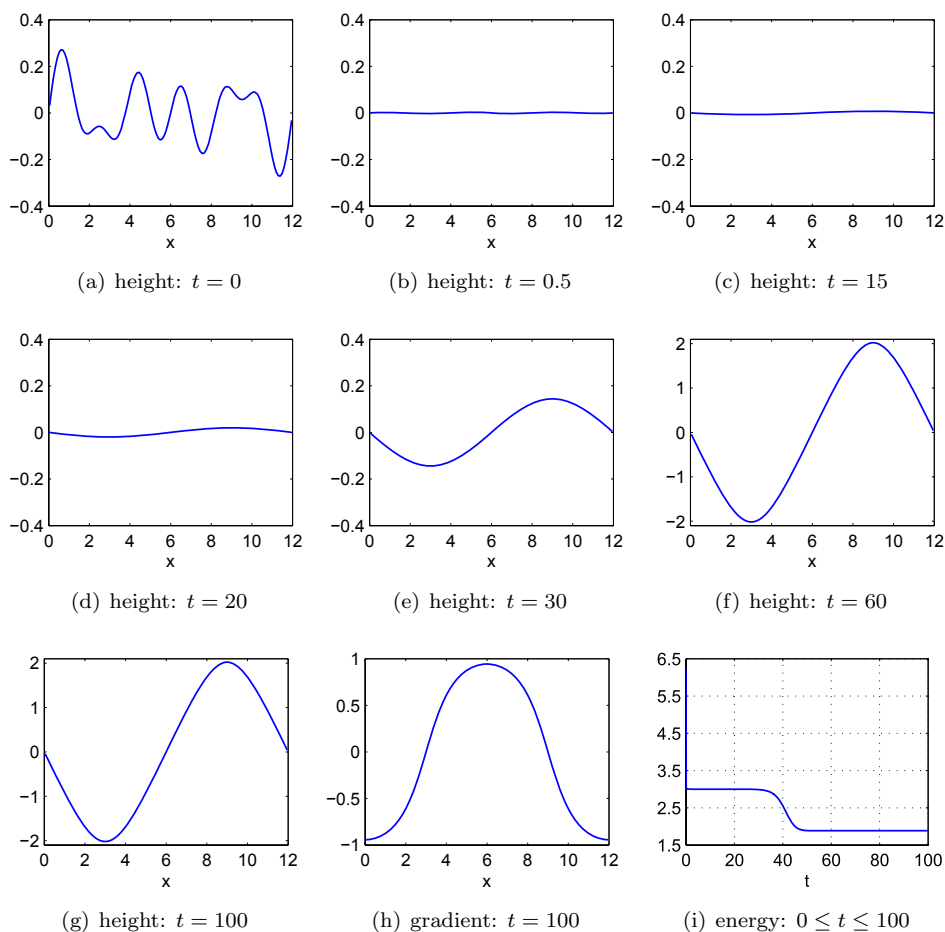 0.4 0.4 0.4
0.2 0.2 0.2
0 0 0
−0.2 −0.2 −0.2
−0.4 −0.4 −0.4
0 2 4 6 8 10 12 0 2 4 6 8 10 12 0 2 4 6 8 10 12
x x x
(a) height: t = 0 (b) height: t = 0.5 (c) height: t = 15
0.4 0.4 2
0.2 0.2 1
0 0 0
−0.2 −0.2 −1
−0.4 −0.4 −2
0 2 4 6 8 10 12 0 2 4 6 8 10 12 0 2 4 6 8 10 12
x x x
(d) height: t = 20 (e) height: t = 30 (f) height: t = 60
2 1 6.5
1 0.5 5.5
0 0 4.5
−1 −0.5 3.5
−2 −1 2.5
1.5
0 2 4 6 8 10 12 0 2 4 6 8 10 12 0 20 40 60 80 100
x x t
(g) height: t = 100 (h) gradient: t = 100 (i) energy: 0 ≤ t ≤ 100